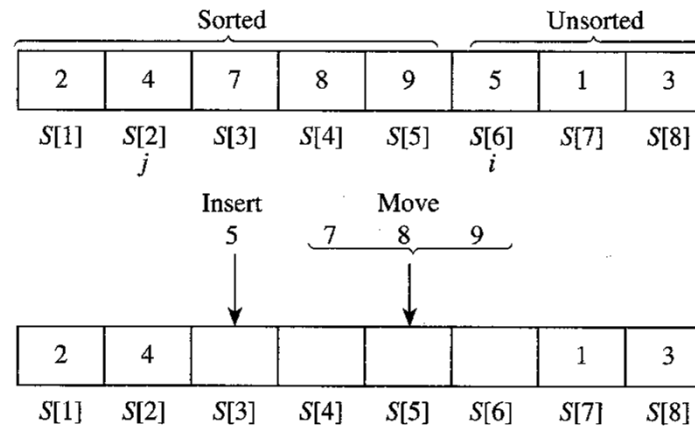 Sorted Unsorted
2 4 7 8 9 5 1 3
S[1] S[2] S[3] S[4] S[5] S[6] S[7] S[8]
j i
Insert Move
5 7 8 9
2 4 1 3
S[1] S[2] S[3] S[4] S[5] S[6] S[7] S[8]